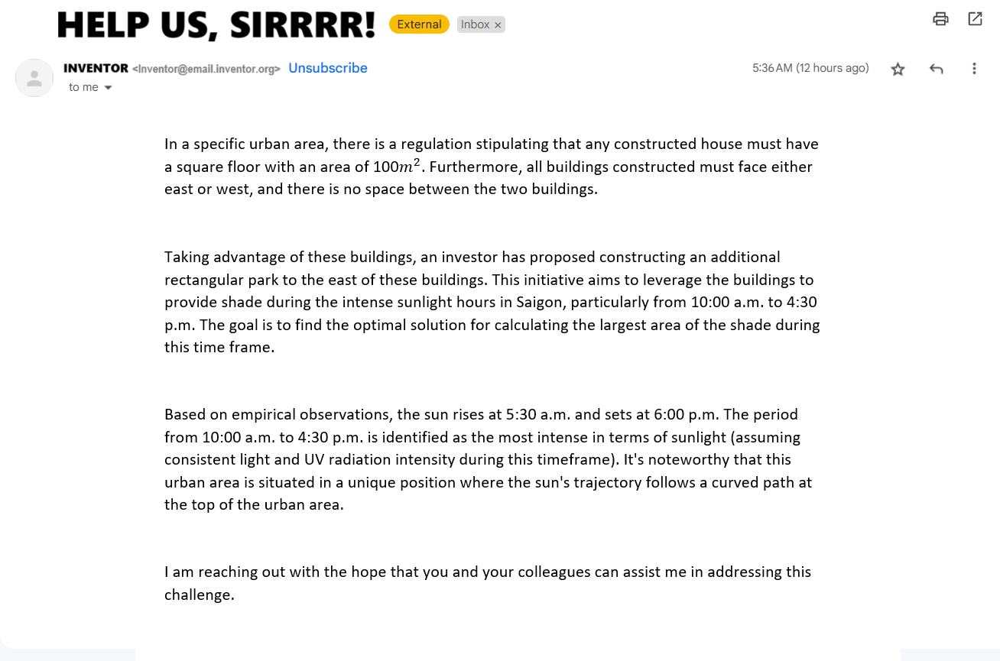 HELP US, SIRRRR! External Inbox ×
INVENTOR <Inventor@email.inventor.org> Unsubscribe 5:36 AM (12 hours ago)
to me
In a specific urban area, there is a regulation stipulating that any constructed house must have
a square floor with an area of 100m². Furthermore, all buildings constructed must face either
east or west, and there is no space between the two buildings.
Taking advantage of these buildings, an investor has proposed constructing an additional
rectangular park to the east of these buildings. This initiative aims to leverage the buildings to
provide shade during the intense sunlight hours in Saigon, particularly from 10:00 a.m. to 4:30
p.m. The goal is to find the optimal solution for calculating the largest area of the shade during
this time frame.
Based on empirical observations, the sun rises at 5:30 a.m. and sets at 6:00 p.m. The period
from 10:00 a.m. to 4:30 p.m. is identified as the most intense in terms of sunlight (assuming
consistent light and UV radiation intensity during this timeframe). It's noteworthy that this
urban area is situated in a unique position where the sun's trajectory follows a curved path at
the top of the urban area.
I am reaching out with the hope that you and your colleagues can assist me in addressing this
challenge.